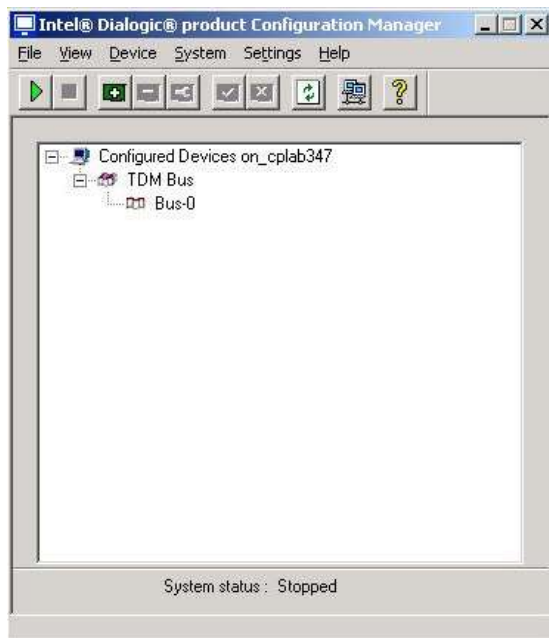 Intel® Dialogic® product Configuration Manager
File View Device System Settings Help
Configured Devices on_cplab347
TDM Bus
Bus-0
System status : Stopped